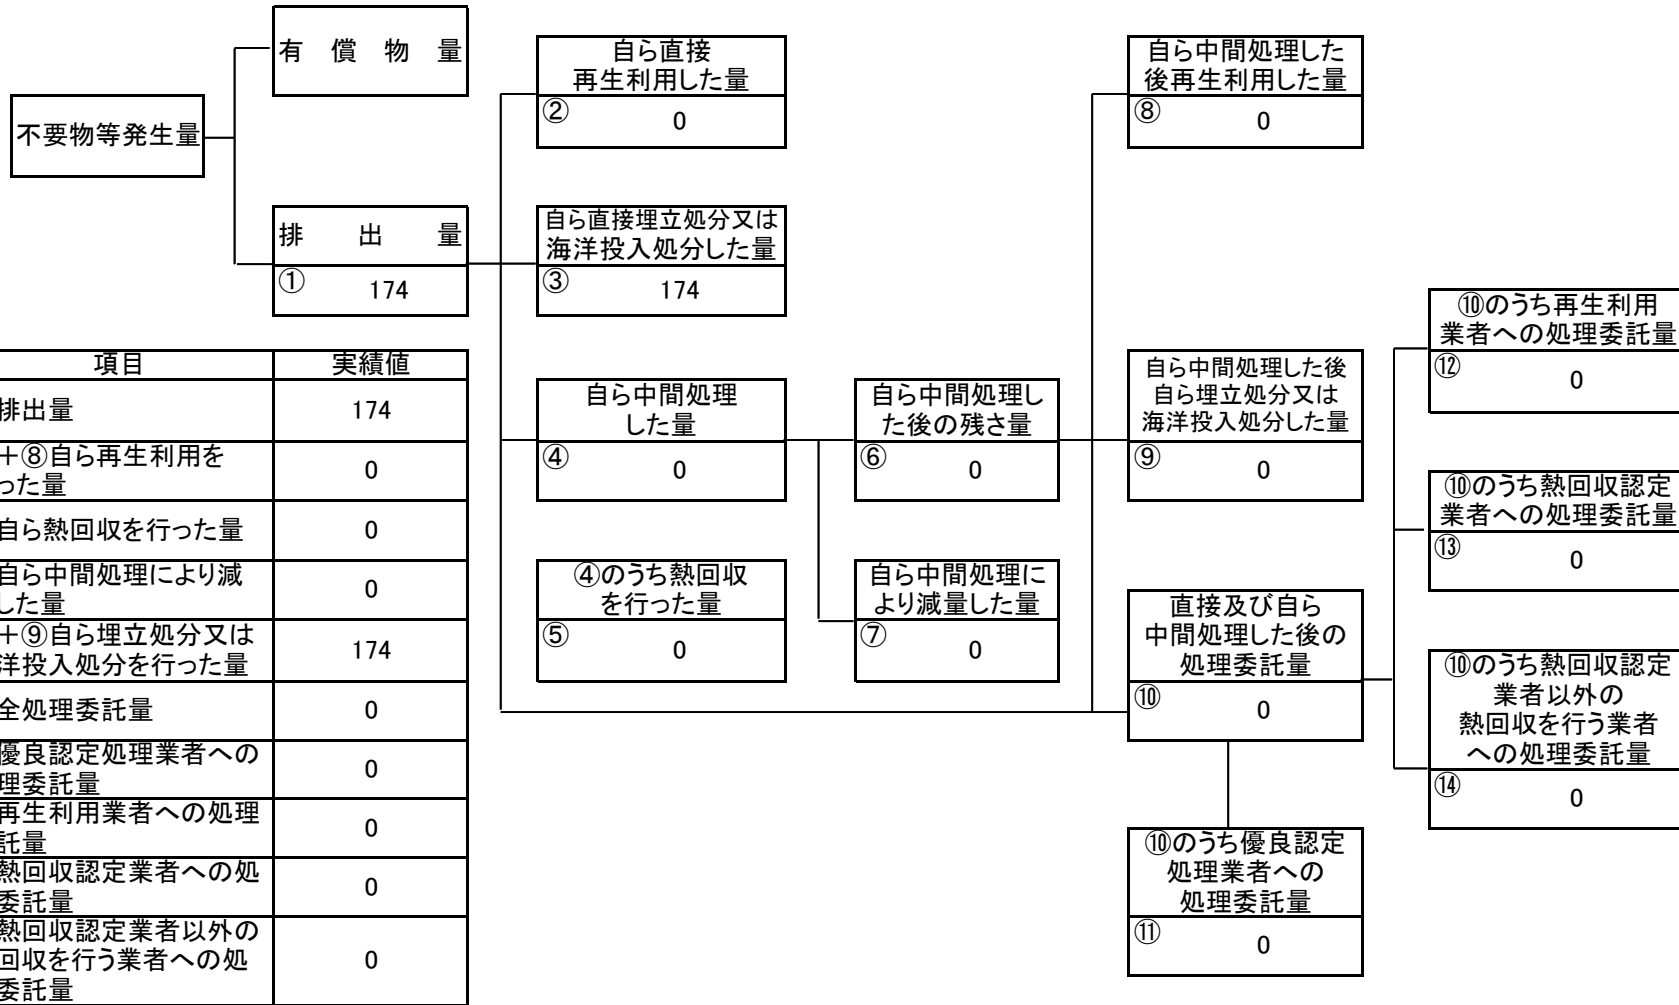 有償物量
不要物等発生量
排出量
① 174
自ら直接
再生利用した量
② 0
自ら直接埋立処分又は
海洋投入処分した量
③ 174
自ら中間処理
した量
④ 0
④のうち熱回収
を行った量
⑤ 0
自ら中間処理し
た後の残さ量
⑥ 0
自ら中間処理に
より減量した量
⑦ 0
自ら中間処理した
後再生利用した量
⑧ 0
自ら中間処理した後
自ら埋立処分又は
海洋投入処分した量
⑨ 0
直接及び自ら
中間処理した後の
処理委託量
⑩ 0
⑩のうち優良認定
処理業者への
処理委託量
⑪ 0
⑩のうち再生利用
業者への処理委託量
⑫ 0
⑩のうち熱回収認定
業者への処理委託量
⑬ 0
⑩のうち熱回収認定
業者以外の
熱回収を行う業者
への処理委託量
⑭ 0
項目 実績値
排出量 174
+⑧自ら再生利用を
った量 0
自ら熱回収を行った量 0
自ら中間処理により減
した量 0
+⑨自ら埋立処分又は
洋投入処分を行った量 174
全処理委託量 0
優良認定処理業者への
理委託量 0
再生利用業者への処理
託量 0
熱回収認定業者への処
委託量 0
熱回収認定業者以外の
回収を行う業者への処
委託量 0